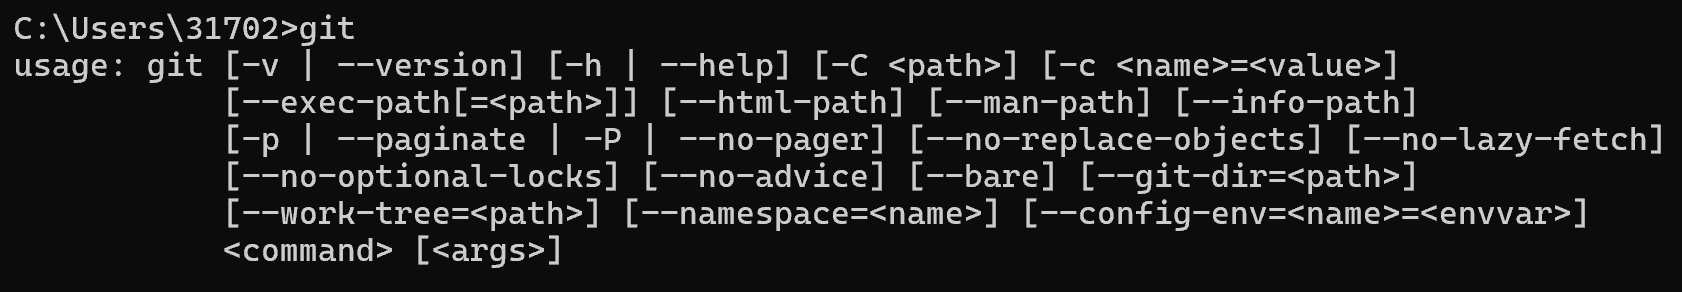 C:\Users\31702>git
usage: git [-v | --version] [-h | --help] [-C <path>] [-c <name>=<value>]
           [--exec-path[=<path>]] [--html-path] [--man-path] [--info-path]
           [-p | --paginate | -P | --no-pager] [--no-replace-objects] [--no-lazy-fetch]
           [--no-optional-locks] [--no-advice] [--bare] [--git-dir=<path>]
           [--work-tree=<path>] [--namespace=<name>] [--config-env=<name>=<envvar>]
           <command> [<args>]